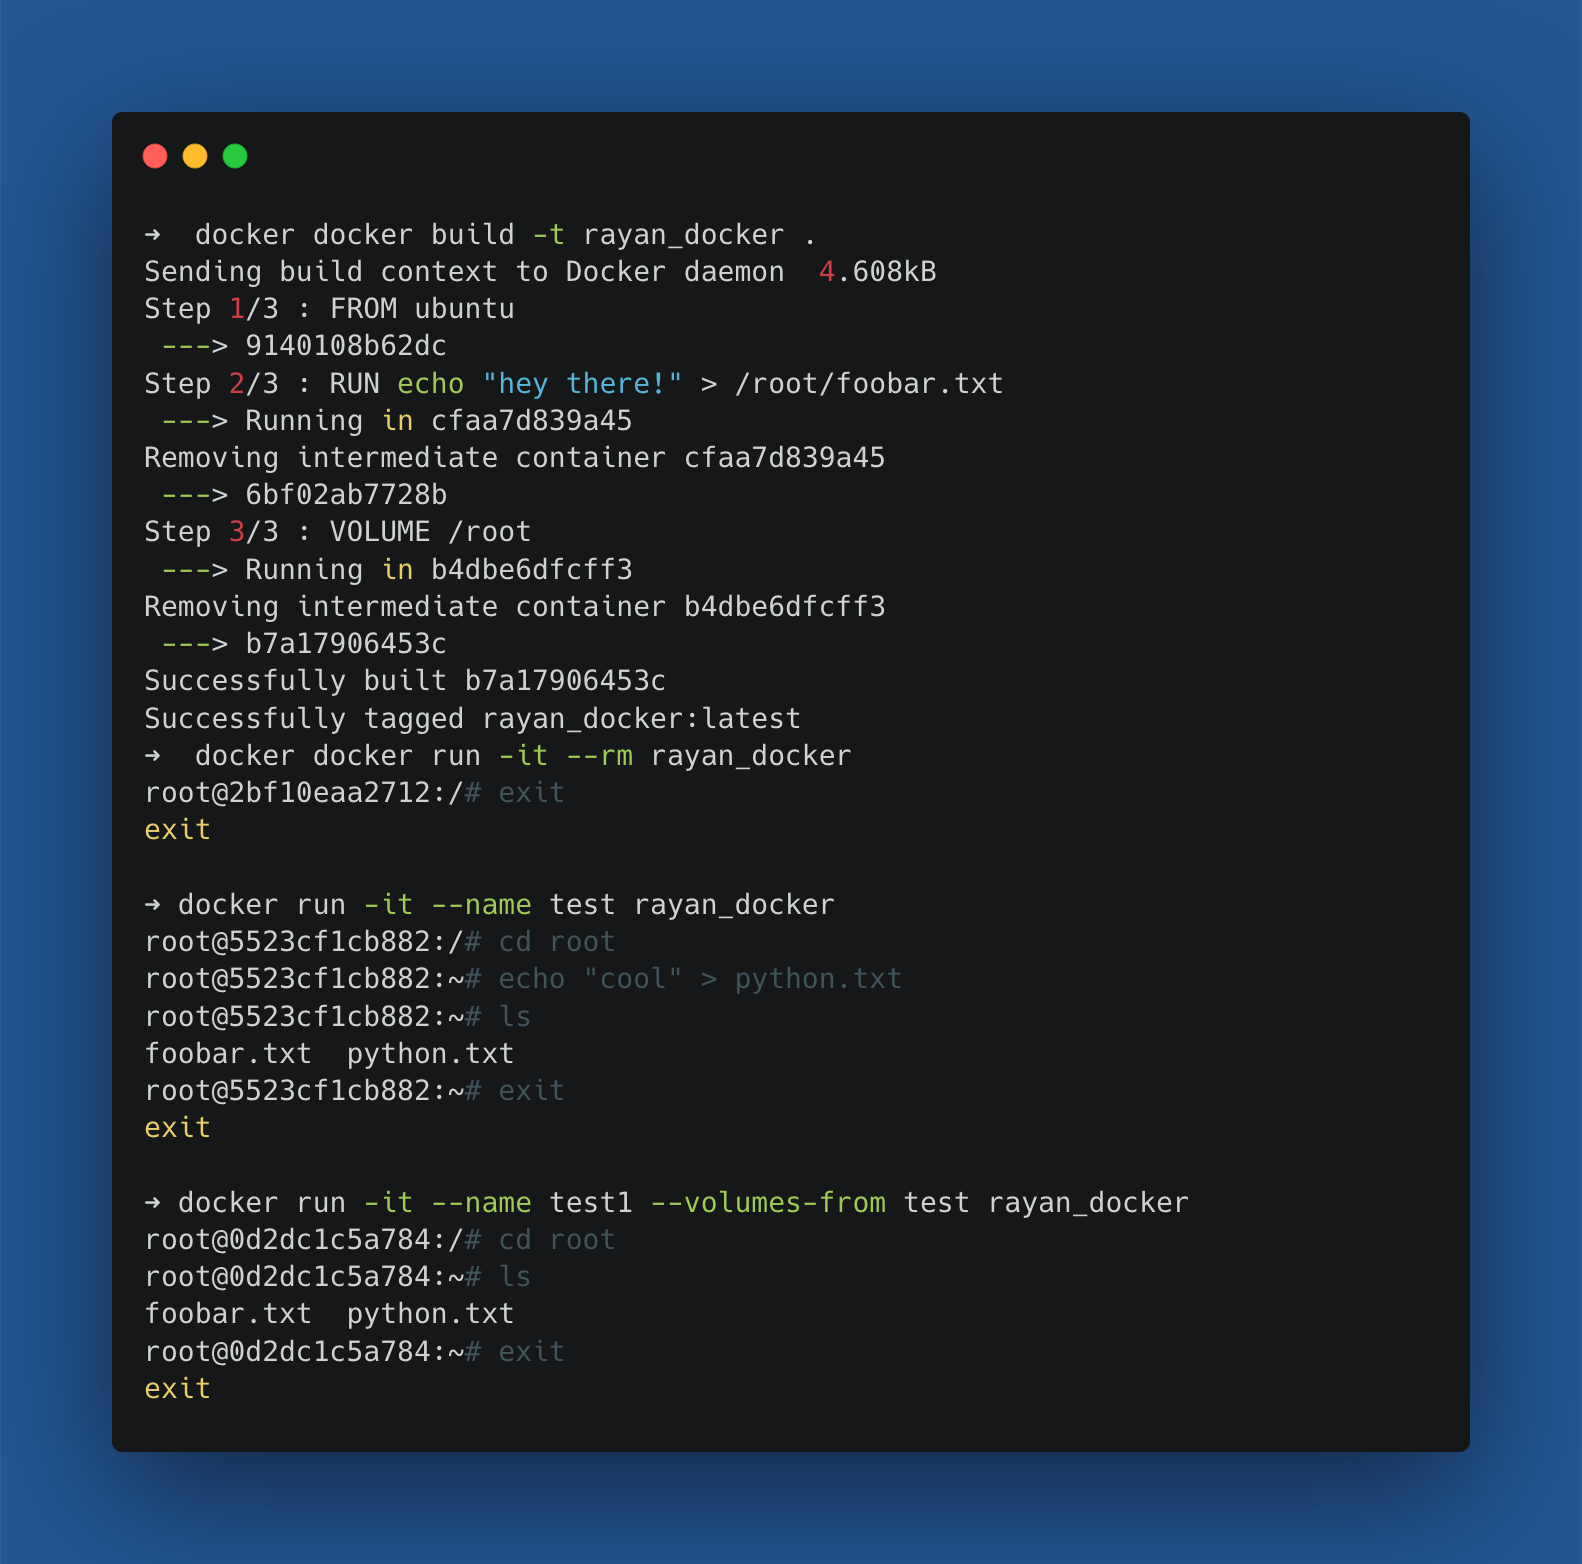 ➜  docker docker build -t rayan_docker .
Sending build context to Docker daemon  4.608kB
Step 1/3 : FROM ubuntu
 ---> 9140108b62dc
Step 2/3 : RUN echo "hey there!" > /root/foobar.txt
 ---> Running in cfaa7d839a45
Removing intermediate container cfaa7d839a45
 ---> 6bf02ab7728b
Step 3/3 : VOLUME /root
 ---> Running in b4dbe6dfcff3
Removing intermediate container b4dbe6dfcff3
 ---> b7a17906453c
Successfully built b7a17906453c
Successfully tagged rayan_docker:latest
➜  docker docker run -it --rm rayan_docker
root@2bf10eaa2712:/# exit
exit

➜ docker run -it --name test rayan_docker
root@5523cf1cb882:/# cd root
root@5523cf1cb882:~# echo "cool" > python.txt
root@5523cf1cb882:~# ls
foobar.txt  python.txt
root@5523cf1cb882:~# exit
exit

➜ docker run -it --name test1 --volumes-from test rayan_docker
root@0d2dc1c5a784:/# cd root
root@0d2dc1c5a784:~# ls
foobar.txt  python.txt
root@0d2dc1c5a784:~# exit
exit